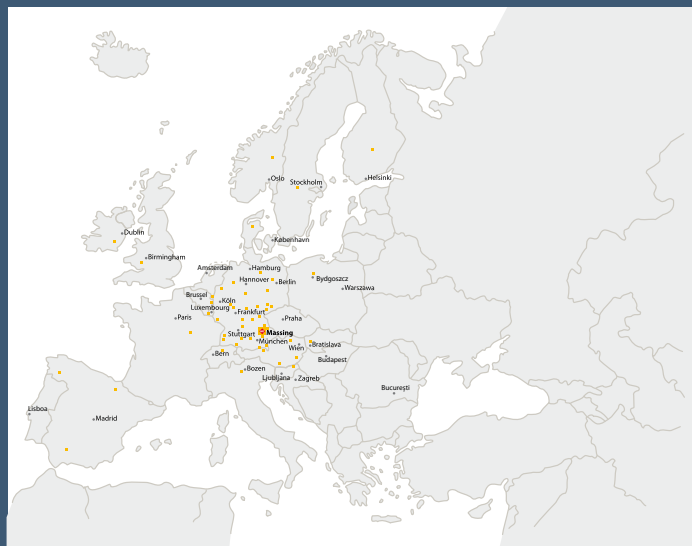 Oslo
Stockholm
Helsinki
Dublin
København
Birmingham
Amsterdam
Hamburg
Hannover
Berlin
Bydgoszcz
Warszawa
Brussel
Köln
Luxembourg
Frankfurt
Paris
Praha
Stuttgart
Massing
München
Wien
Bratislava
Bern
Budapest
Bozen
Ljubljana
Zagreb
București
Lisboa
Madrid